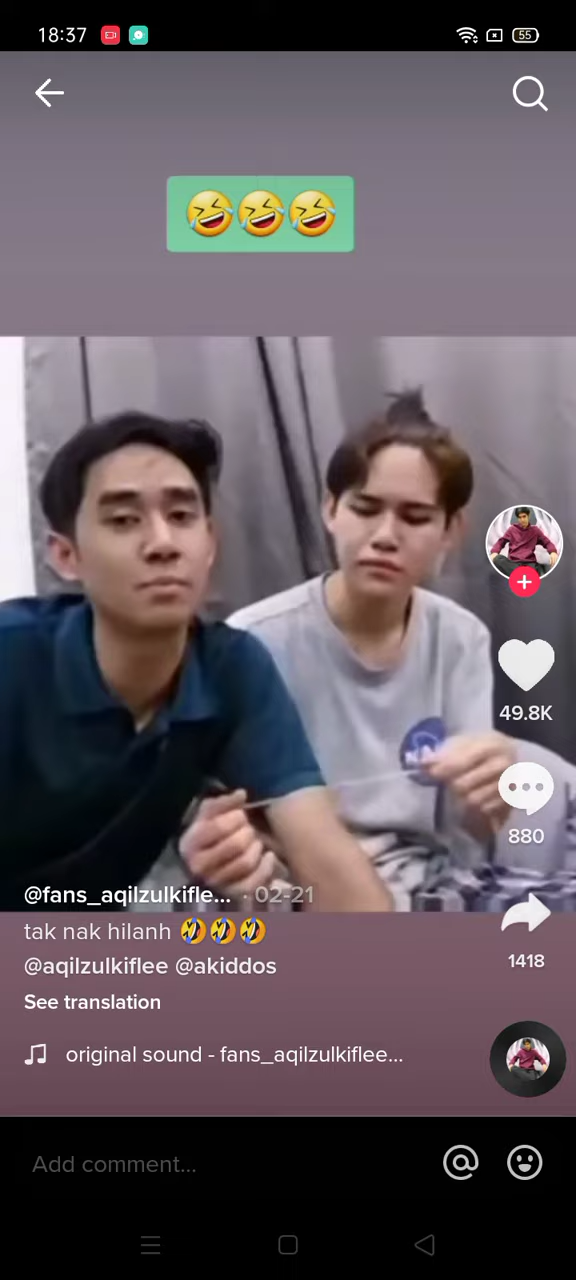 18:37
55
🤣🤣🤣
49.8K
880
@fans_aqilzulkifle... · 02-21
tak nak hilanh 🤣🤣🤣
@aqilzulkiflee @akiddos
1418
See translation
original sound - fans_aqilzulkiflee...
Add comment...